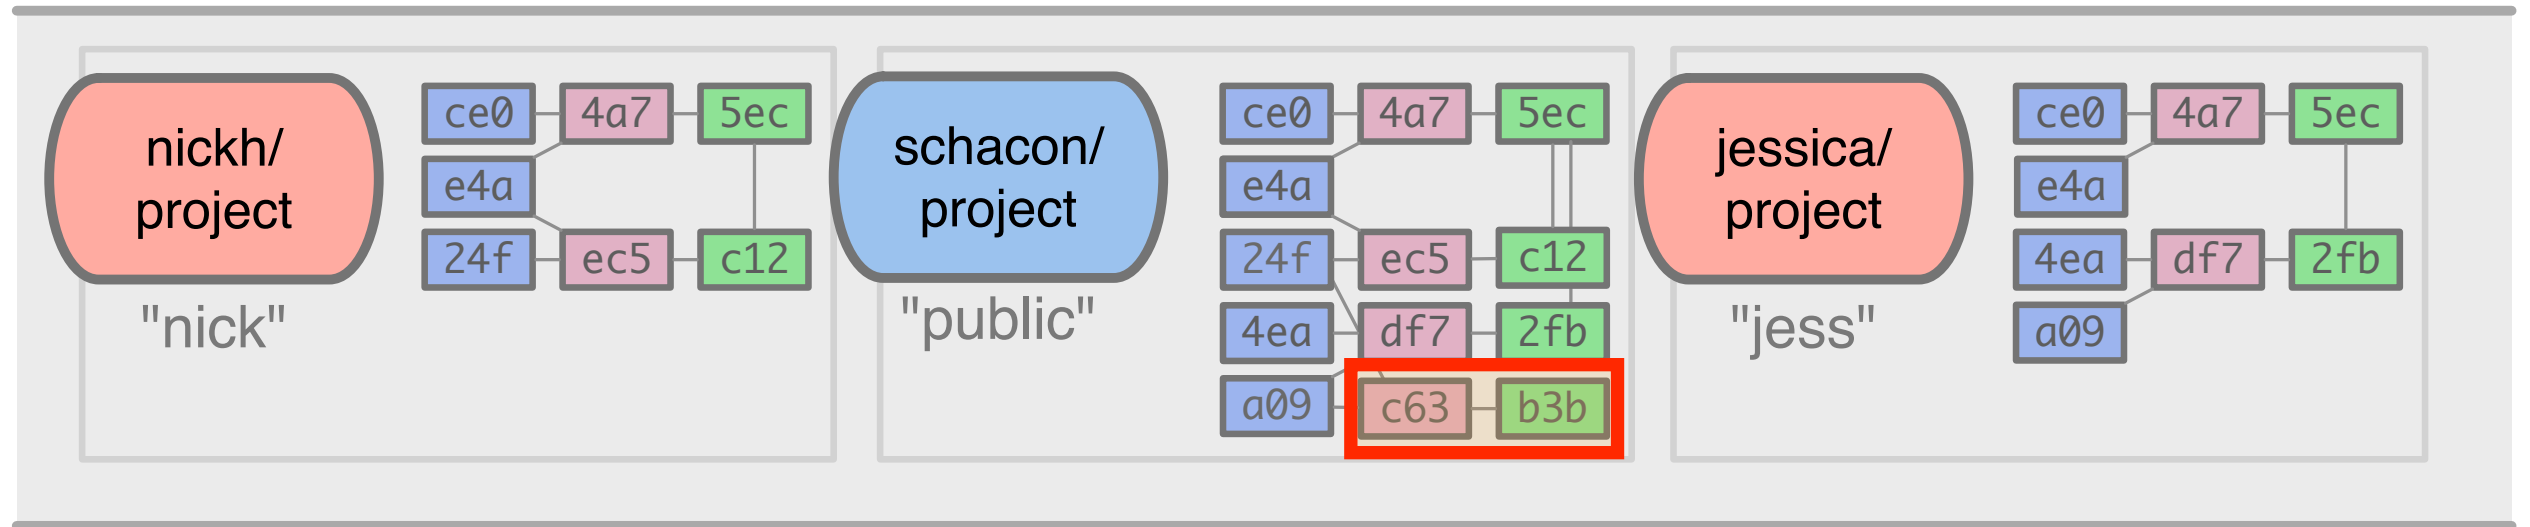 nickh/
project
"nick"
ce0 4a7 5ec
e4a
24f ec5 c12
schacon/
project
"public"
ce0 4a7 5ec
e4a
24f ec5 c12
4ea df7 2fb
a09 c63 b3b
jessica/
project
"jess"
ce0 4a7 5ec
e4a
4ea df7 2fb
a09